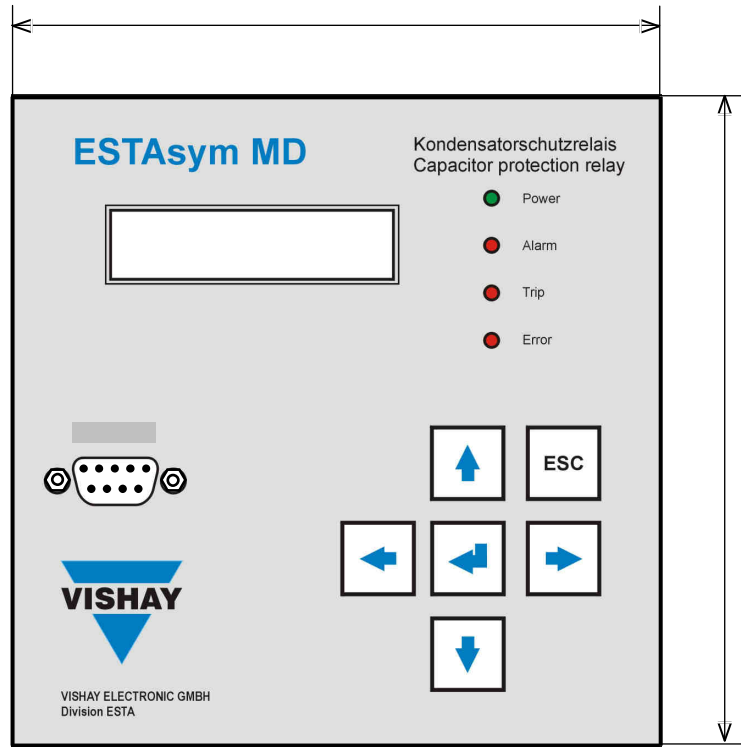 ESTAsym MD
Kondensatorschutzrelais
Capacitor protection relay
Power
Alarm
Trip
Error
ESC
VISHAY
VISHAY ELECTRONIC GMBH
Division ESTA